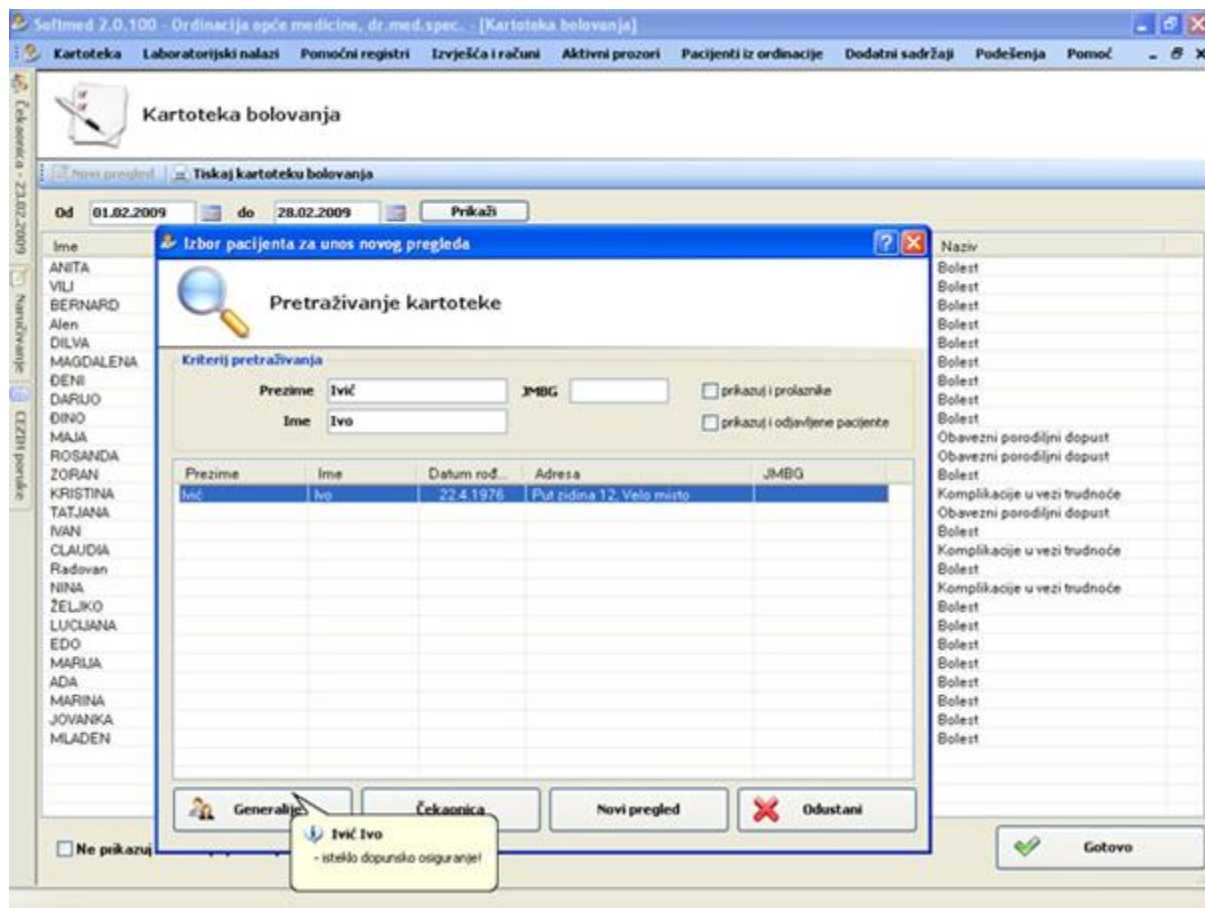 Softmed 2.0.100 - Ordinacija opće medicine, dr.med.spec. - [Kartoteka bolovanja]
Kartoteka Laboratorijski nalazi Pomoćni registri Izvješća i računi Aktivni prozori Pacijenti iz ordinacije Dodatni sadržaji Podešenja Pomoć
Čekaonica - 23.02.2009
Naručivanje
CEZIH poruke
Kartoteka bolovanja
Novi pregled Tiskaj kartoteku bolovanja
Od 01.02.2009 do 28.02.2009 Prikaži
Ime Naziv
ANITA Bolest
VILI Bolest
BERNARD Bolest
Alen Bolest
DILVA Bolest
MAGDALENA Bolest
ĐENI Bolest
DARIJO Bolest
ĐINO Bolest
MAJA Obavezni porodiljni dopust
ROSANDA Obavezni porodiljni dopust
ZORAN Bolest
KRISTINA Komplikacije u vezi trudnoće
TATJANA Obavezni porodiljni dopust
IVAN Bolest
CLAUDIA Komplikacije u vezi trudnoće
Radovan Bolest
NINA Komplikacije u vezi trudnoće
ŽELJKO Bolest
LUCIJANA Bolest
EDO Bolest
MARIJA Bolest
ADA Bolest
MARINA Bolest
JOVANKA Bolest
MLADEN Bolest
Izbor pacijenta za unos novog pregleda
Pretraživanje kartoteke
Kriterij pretraživanja
Prezime Ivič JMBG prikazuj i prolaznike
Ime Ivo prikazuj i odjavljene pacijente
Prezime Ime Datum rođ... Adresa JMBG
Ivič Ivo 22.4.1976 Put zidina 12, Velo misto
Čekaonica Novi pregled Odustani
Ivič Ivo
- isteklo dopunsko osiguranje!
Ne prikazuj
Gotovo